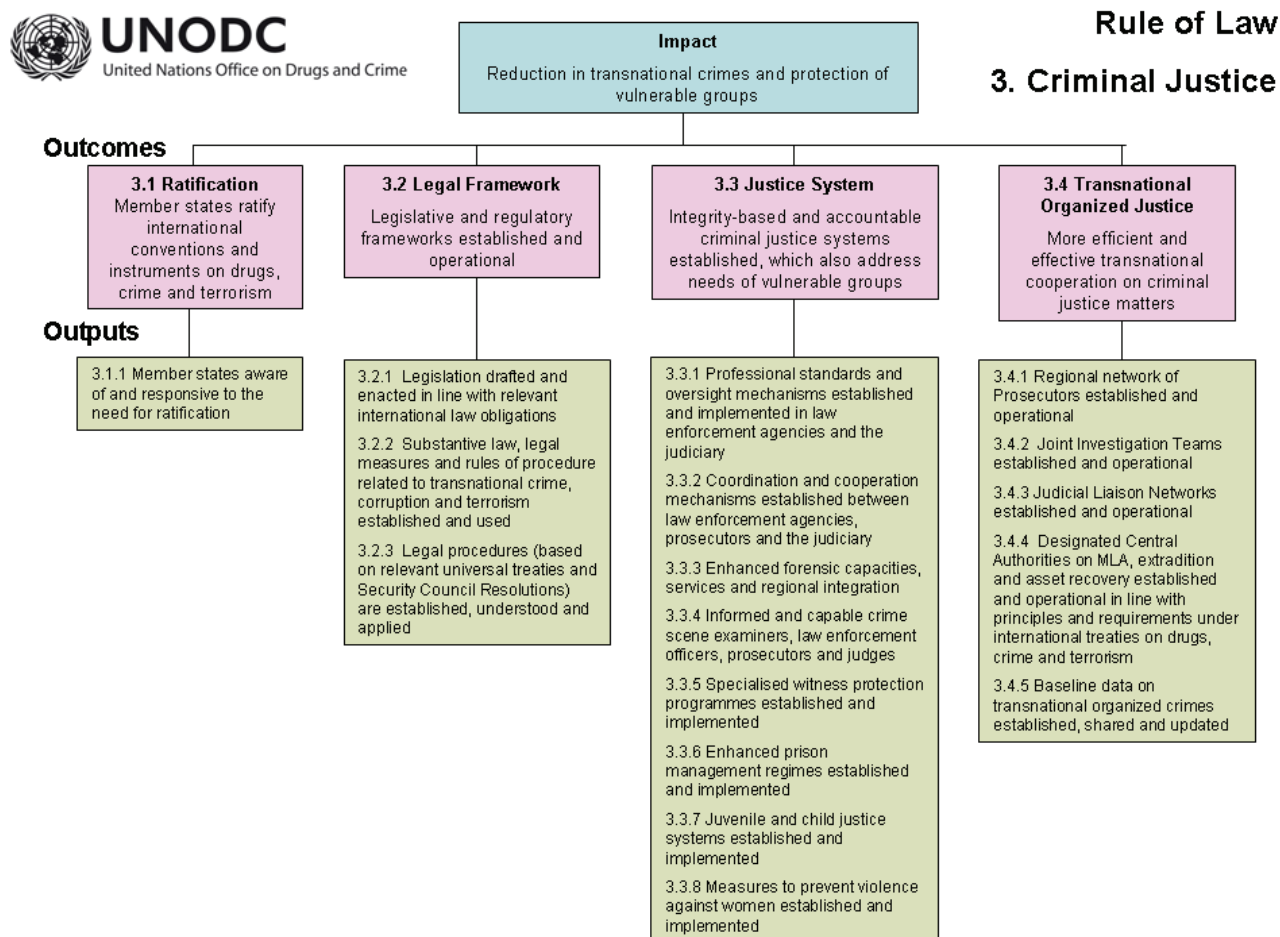 UNODC
United Nations Office on Drugs and Crime
Rule of Law
3. Criminal Justice
Impact
Reduction in transnational crimes and protection of
vulnerable groups
Outcomes
3.1 Ratification
Member states ratify
international
conventions and
instruments on drugs,
crime and terrorism
3.2 Legal Framework
Legislative and regulatory
frameworks established and
operational
3.3 Justice System
Integrity-based and accountable
criminal justice systems
established, which also address
needs of vulnerable groups
3.4 Transnational
Organized Justice
More efficient and
effective transnational
cooperation on criminal
justice matters
Outputs
3.1.1 Member states aware
of and responsive to the
need for ratification
3.2.1 Legislation drafted and
enacted in line with relevant
international law obligations
3.2.2 Substantive law, legal
measures and rules of procedure
related to transnational crime,
corruption and terrorism
established and used
3.2.3 Legal procedures (based
on relevant universal treaties and
Security Council Resolutions)
are established, understood and
applied
3.3.1 Professional standards and
oversight mechanisms established
and implemented in law
enforcement agencies and the
judiciary
3.3.2 Coordination and cooperation
mechanisms established between
law enforcement agencies,
prosecutors and the judiciary
3.3.3 Enhanced forensic capacities,
services and regional integration
3.3.4 Informed and capable crime
scene examiners, law enforcement
officers, prosecutors and judges
3.3.5 Specialised witness protection
programmes established and
implemented
3.3.6 Enhanced prison
management regimes established
and implemented
3.3.7 Juvenile and child justice
systems established and
implemented
3.3.8 Measures to prevent violence
against women established and
implemented
3.4.1 Regional network of
Prosecutors established and
operational
3.4.2 Joint Investigation Teams
established and operational
3.4.3 Judicial Liaison Networks
established and operational
3.4.4 Designated Central
Authorities on MLA, extradition
and asset recovery established
and operational in line with
principles and requirements under
international treaties on drugs,
crime and terrorism
3.4.5 Baseline data on
transnational organized crimes
established, shared and updated